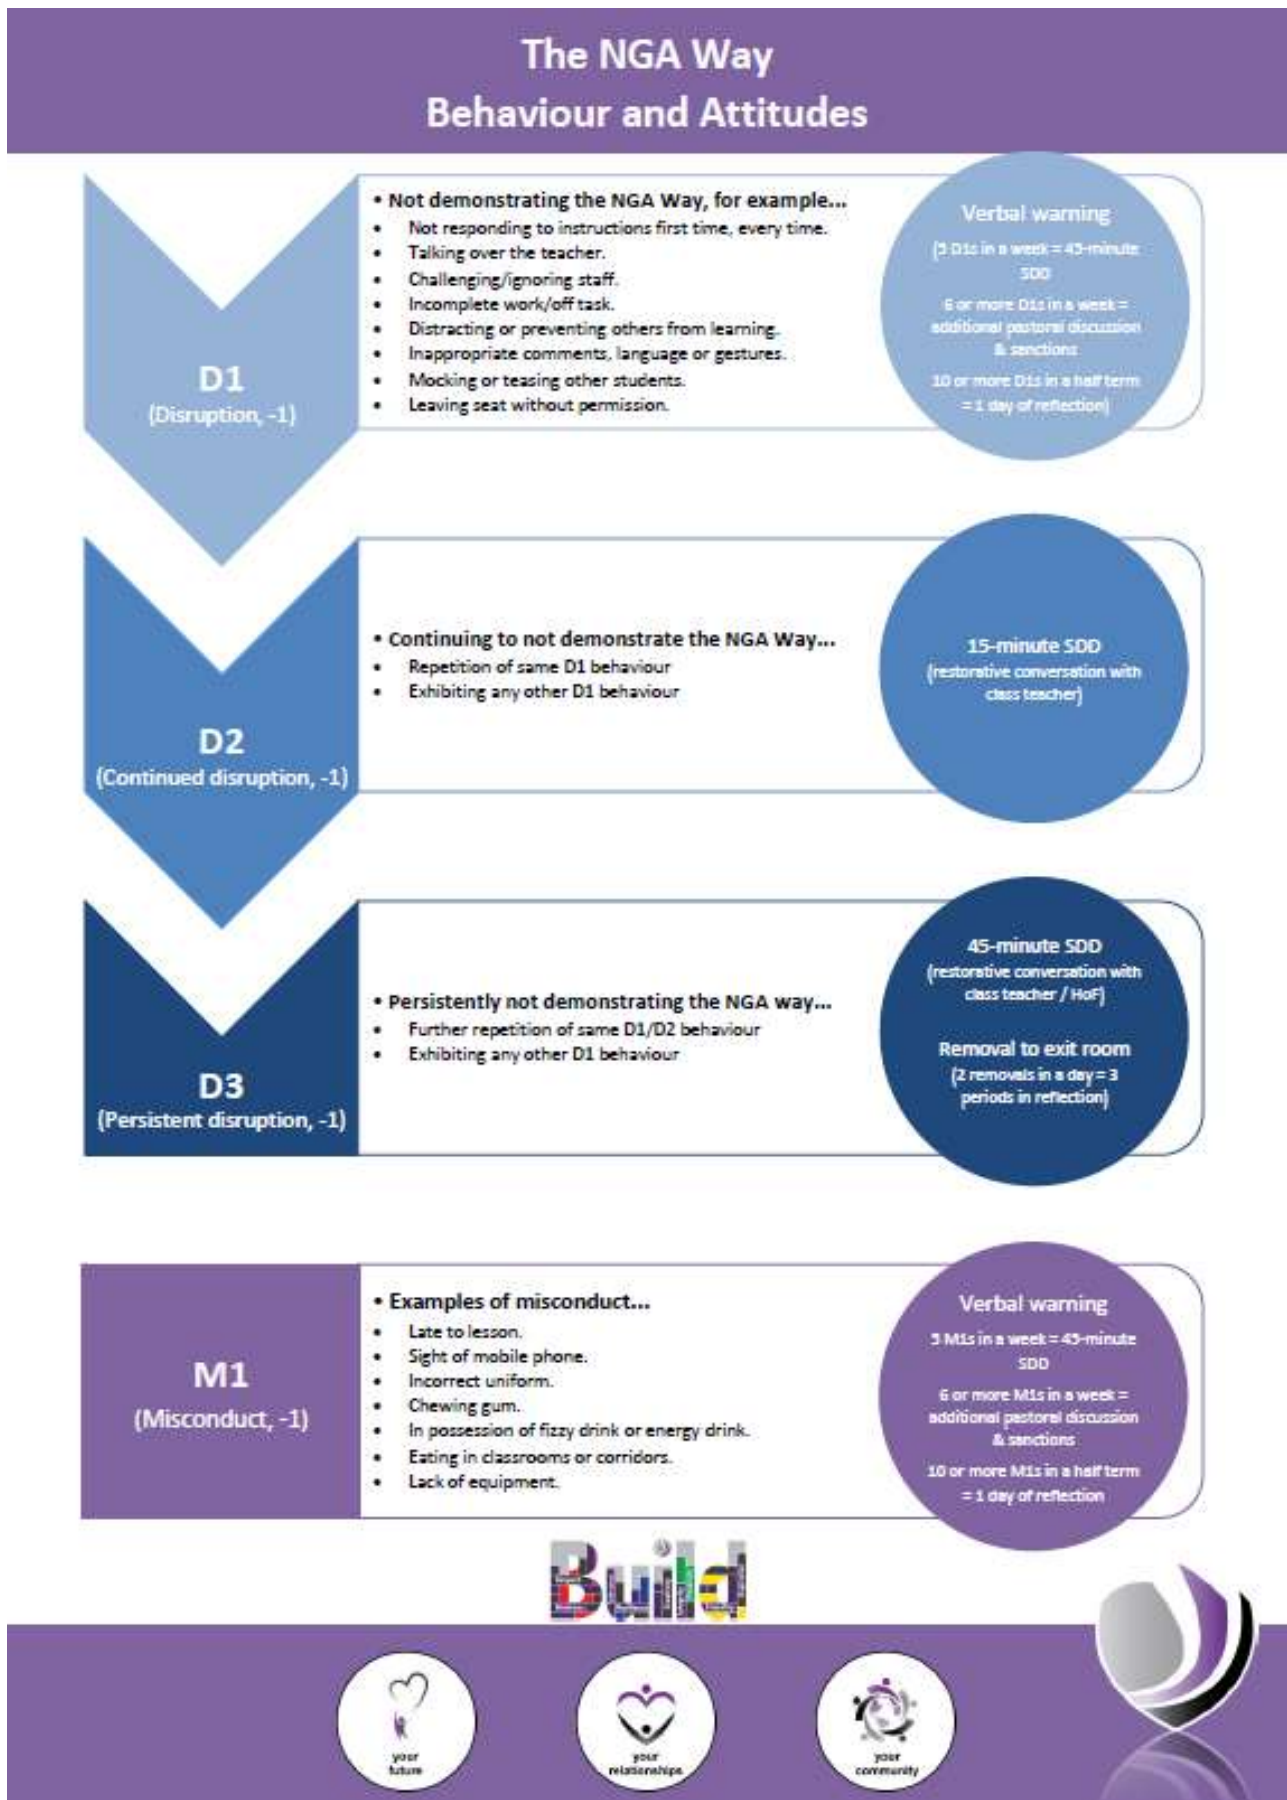 The NGA Way
Behaviour and Attitudes
D1
(Disruption, -1)
• Not demonstrating the NGA Way, for example...
• Not responding to instructions first time, every time.
• Talking over the teacher.
• Challenging/ignoring staff.
• Incomplete work/off task.
• Distracting or preventing others from learning.
• Inappropriate comments, language or gestures.
• Mocking or teasing other students.
• Leaving seat without permission.
Verbal warning
(5 D1s in a week = 45-minute
SDD
6 or more D1s in a week =
additional pastoral discussion
& sanctions
10 or more D1s in a half term
= 1 day of reflection)
D2
(Continued disruption, -1)
• Continuing to not demonstrate the NGA Way...
• Repetition of same D1 behaviour
• Exhibiting any other D1 behaviour
15-minute SDD
(restorative conversation with
class teacher)
D3
(Persistent disruption, -1)
• Persistently not demonstrating the NGA way...
• Further repetition of same D1/D2 behaviour
• Exhibiting any other D1 behaviour
45-minute SDD
(restorative conversation with
class teacher / HoF)
Removal to exit room
(2 removals in a day = 3
periods in reflection)
M1
(Misconduct, -1)
• Examples of misconduct...
• Late to lesson.
• Sight of mobile phone.
• Incorrect uniform.
• Chewing gum.
• In possession of fizzy drink or energy drink.
• Eating in classrooms or corridors.
• Lack of equipment.
Verbal warning
5 M1s in a week = 45-minute
SDD
6 or more M1s in a week =
additional pastoral discussion
& sanctions
10 or more M1s in a half term
= 1 day of reflection
Build
your
future
your
relationships
your
community